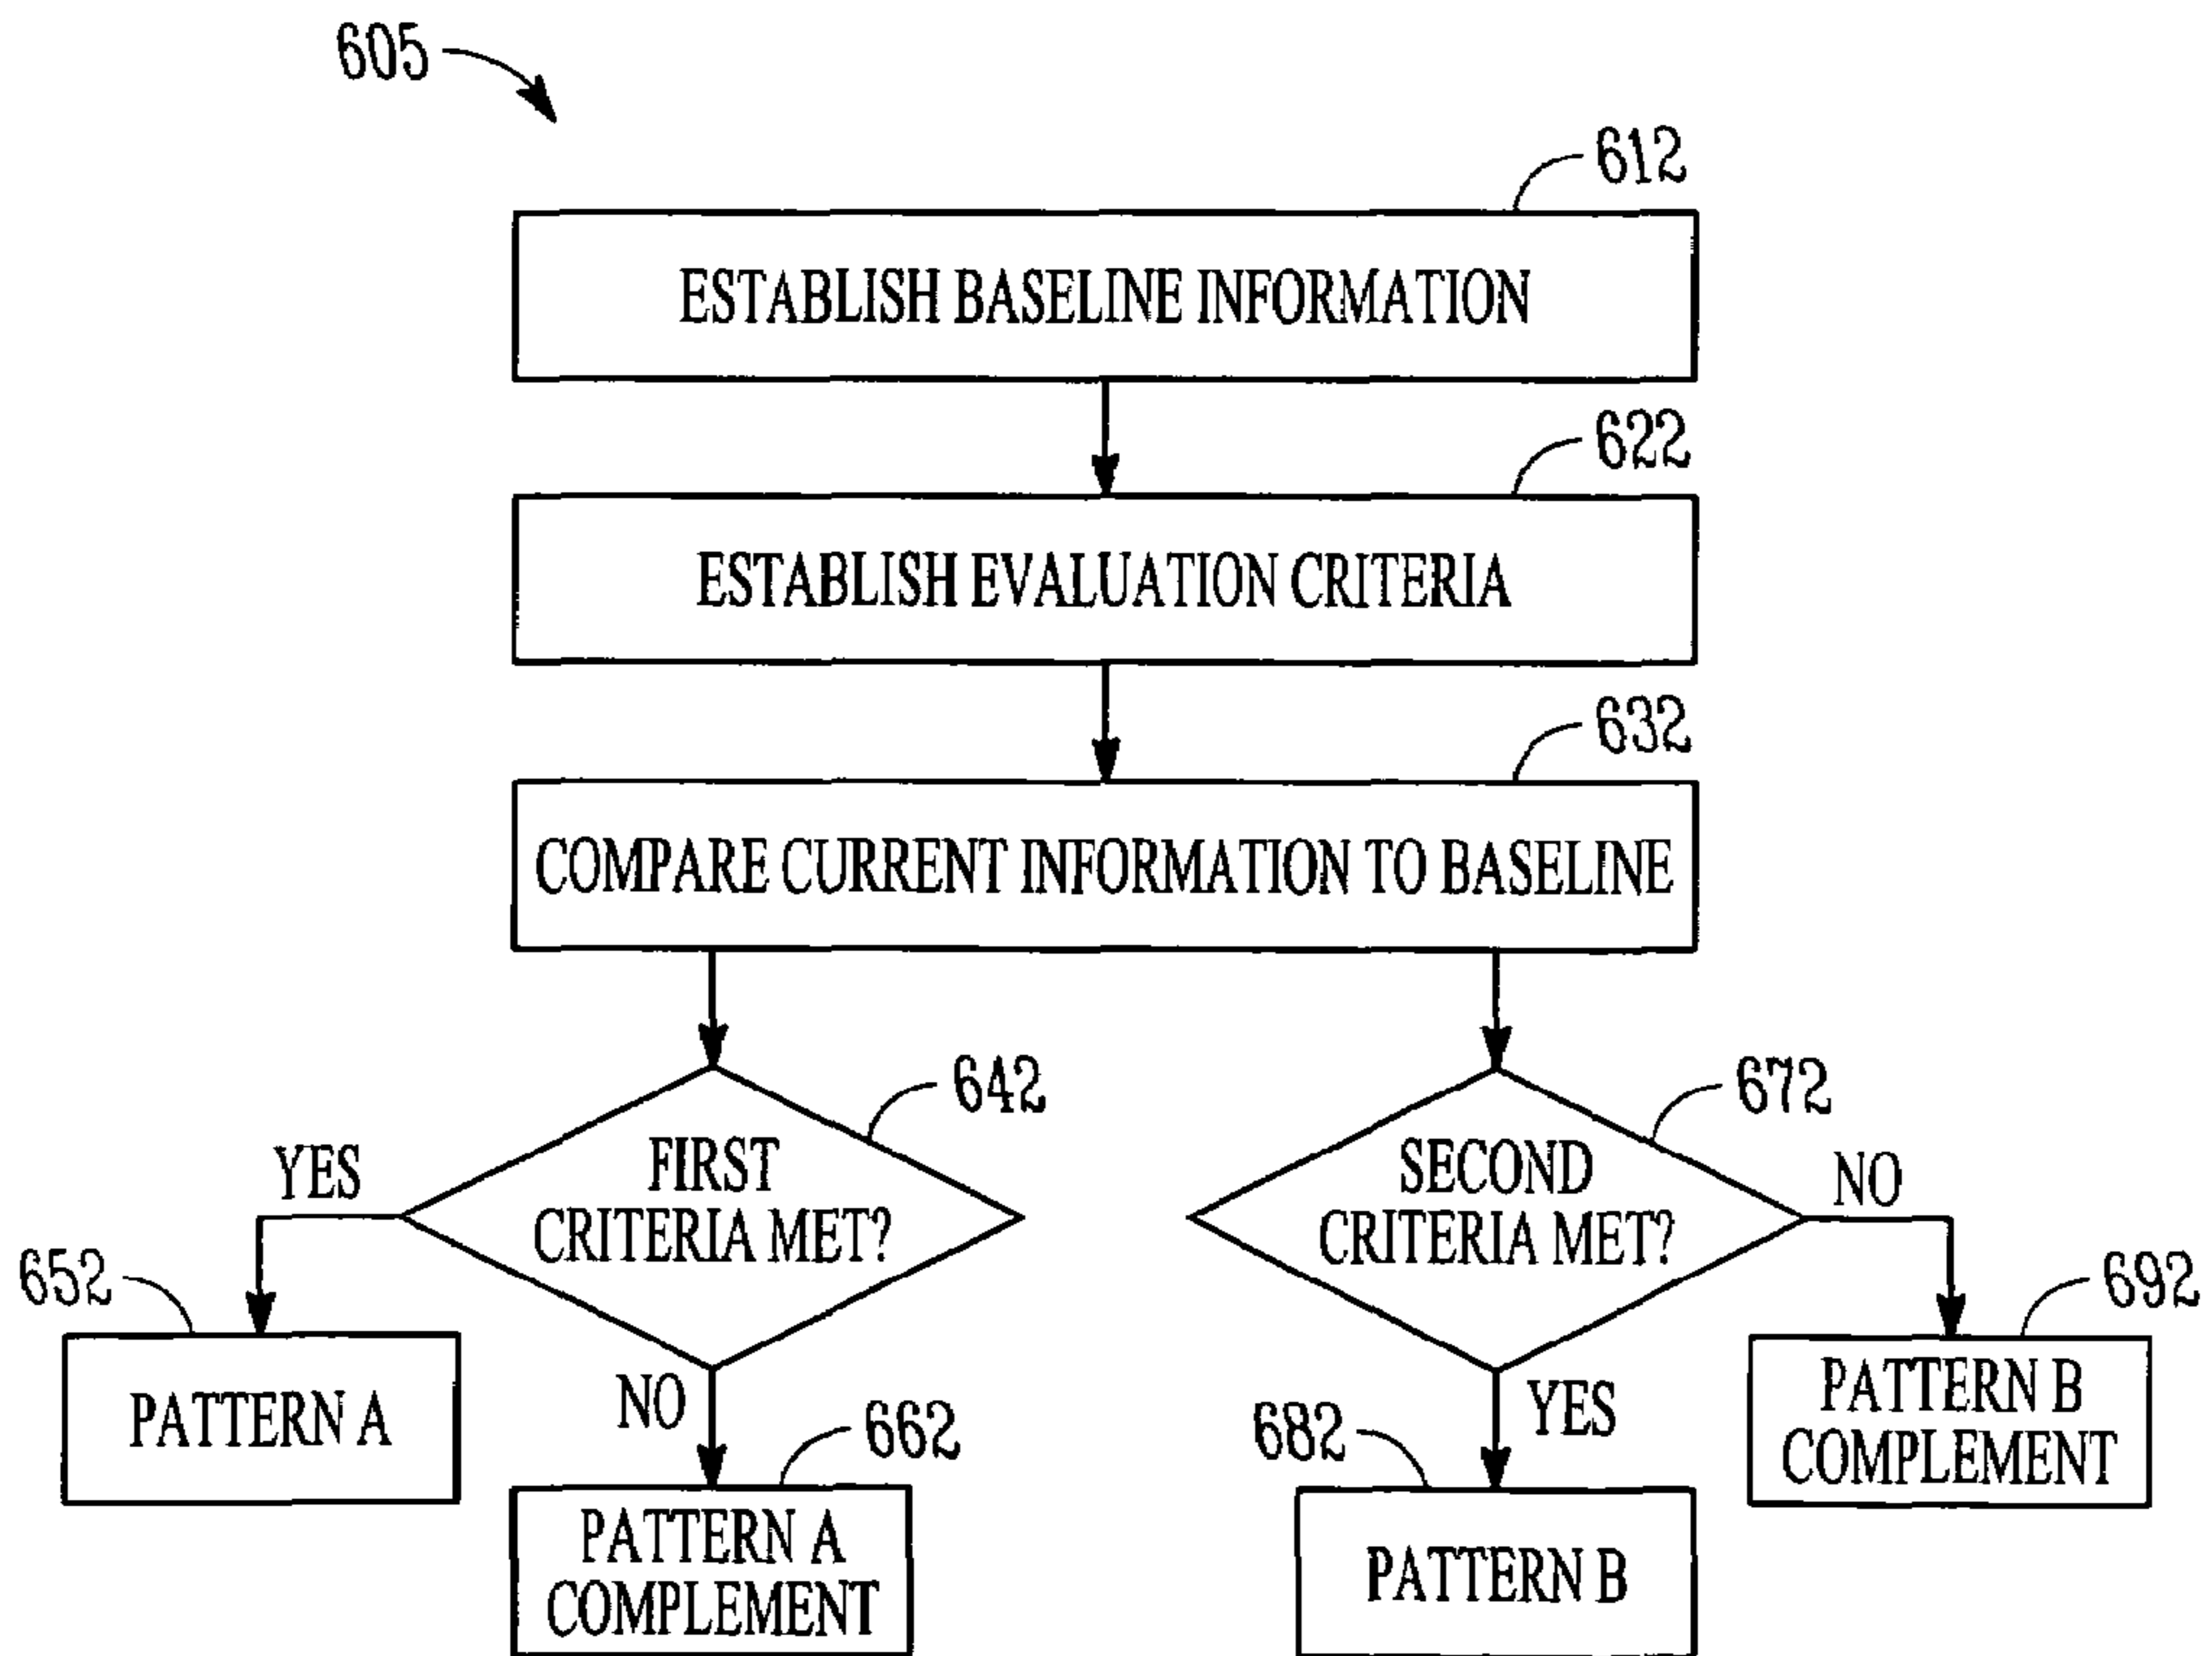 605
612
ESTABLISH BASELINE INFORMATION
622
ESTABLISH EVALUATION CRITERIA
632
COMPARE CURRENT INFORMATION TO BASELINE
642
FIRST
CRITERIA MET?
YES
652
PATTERN A
NO
662
PATTERN A
COMPLEMENT
672
SECOND
CRITERIA MET?
NO
692
PATTERN B
COMPLEMENT
YES
682
PATTERN B